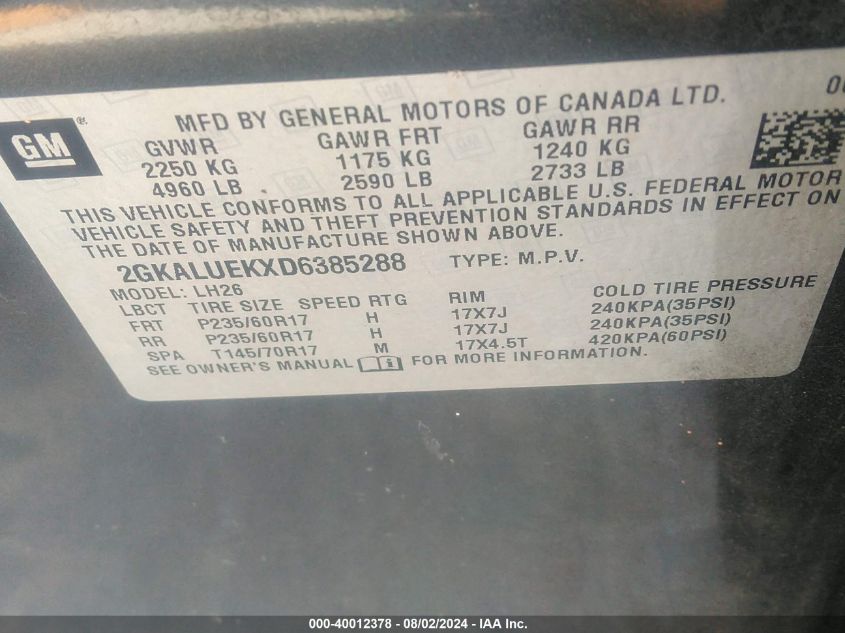 MFD BY GENERAL MOTORS OF CANADA LTD.
GM®
GVWR GAWR FRT GAWR RR
2250 KG 1175 KG 1240 KG
4960 LB 2590 LB 2733 LB
THIS VEHICLE CONFORMS TO ALL APPLICABLE U.S. FEDERAL MOTOR
VEHICLE SAFETY AND THEFT PREVENTION STANDARDS IN EFFECT ON
THE DATE OF MANUFACTURE SHOWN ABOVE.
2GKALUEKXD6385288 TYPE: M.P.V.
MODEL: LH26
LBCT TIRE SIZE SPEED RTG RIM COLD TIRE PRESSURE
FRT P235/60R17 H 17X7J 240KPA(35PSI)
RR P235/60R17 H 17X7J 240KPA(35PSI)
SPA T145/70R17 M 17X4.5T 420KPA(60PSI)
SEE OWNER'S MANUAL FOR MORE INFORMATION.
000-40012378 - 08/02/2024 - IAA Inc.